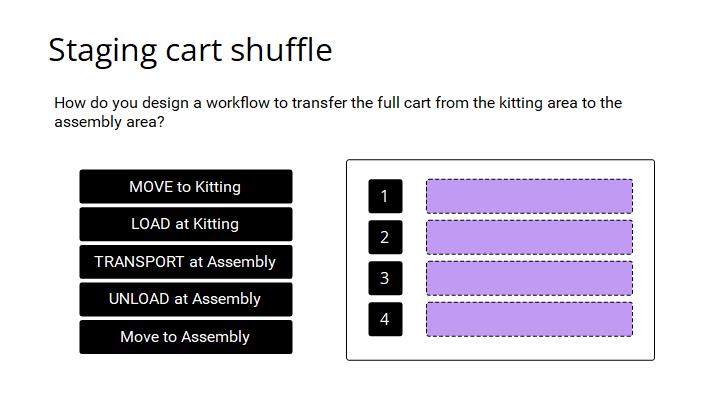 Staging cart shuffle
How do you design a workflow to transfer the full cart from the kitting area to the
assembly area?
MOVE to Kitting
LOAD at Kitting
TRANSPORT at Assembly
UNLOAD at Assembly
Move to Assembly
1
2
3
4